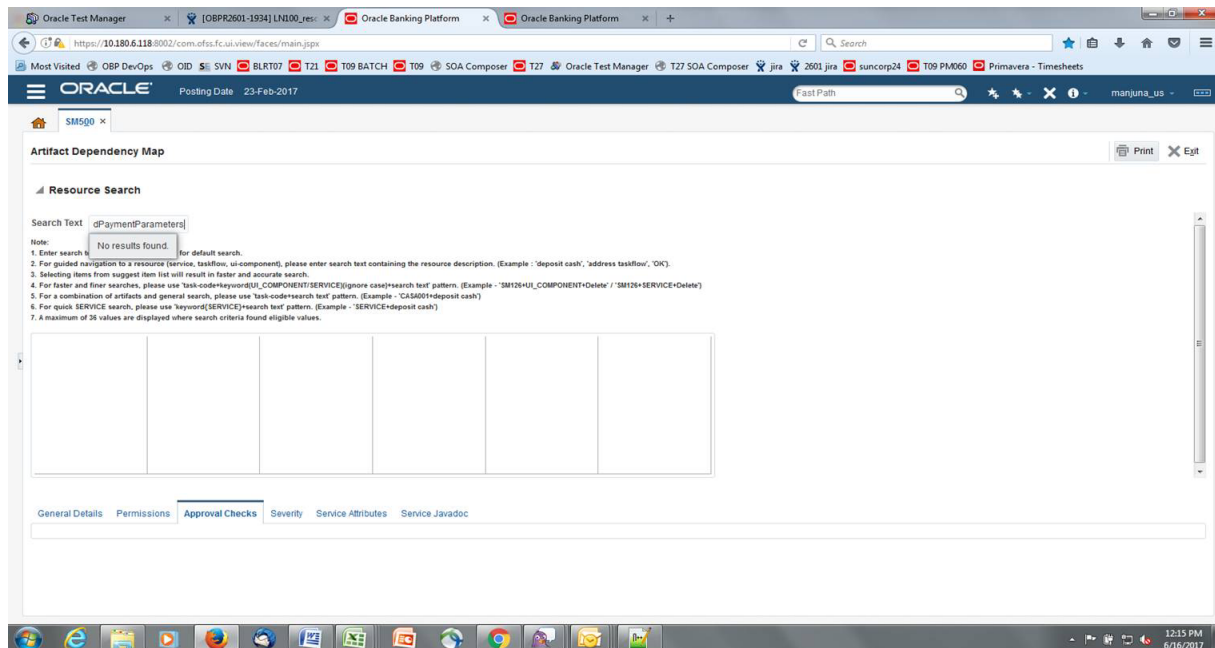 Oracle Test Manager × [OBPR2601-1934] LN100_res × Oracle Banking Platform × Oracle Banking Platform × +
https://10.180.6.118:8002/com.ofss.fc.ui.view/faces/main.jspx Search
Most Visited OBP DevOps OID SE SVN BLRT07 T21 T09 BATCH T09 SOA Composer T27 Oracle Test Manager T27 SOA Composer jira 2601 jira suncorp24 T09 PM060 Primavera - Timesheets
ORACLE Posting Date 23-Feb-2017 Fast Path manjuna_us
SM500 ×
Artifact Dependency Map Print Exit
Resource Search
Search Text dPaymentParameters
No results found.
Note:
1. Enter search t for default search.
2. For guided navigation to a resource (service, taskflow, ui-component), please enter search text containing the resource description. (Example : 'deposit cash', 'address taskflow', 'OK').
3. Selecting items from suggest item list will result in faster and accurate search.
4. For faster and finer searches, please use 'task-code+keyword(UI_COMPONENT/SERVICE)(ignore case)+search text' pattern. (Example - 'SM126+UI_COMPONENT+Delete' / 'SM126+SERVICE+Delete')
5. For a combination of artifacts and general search, please use 'task-code+search text' pattern. (Example - 'CASA001+deposit cash')
6. For quick SERVICE search, please use 'keyword(SERVICE)+search text' pattern. (Example - 'SERVICE+deposit cash')
7. A maximum of 36 values are displayed where search criteria found eligible values.
General Details Permissions Approval Checks Severity Service Attributes Service Javadoc
12:15 PM
6/16/2017